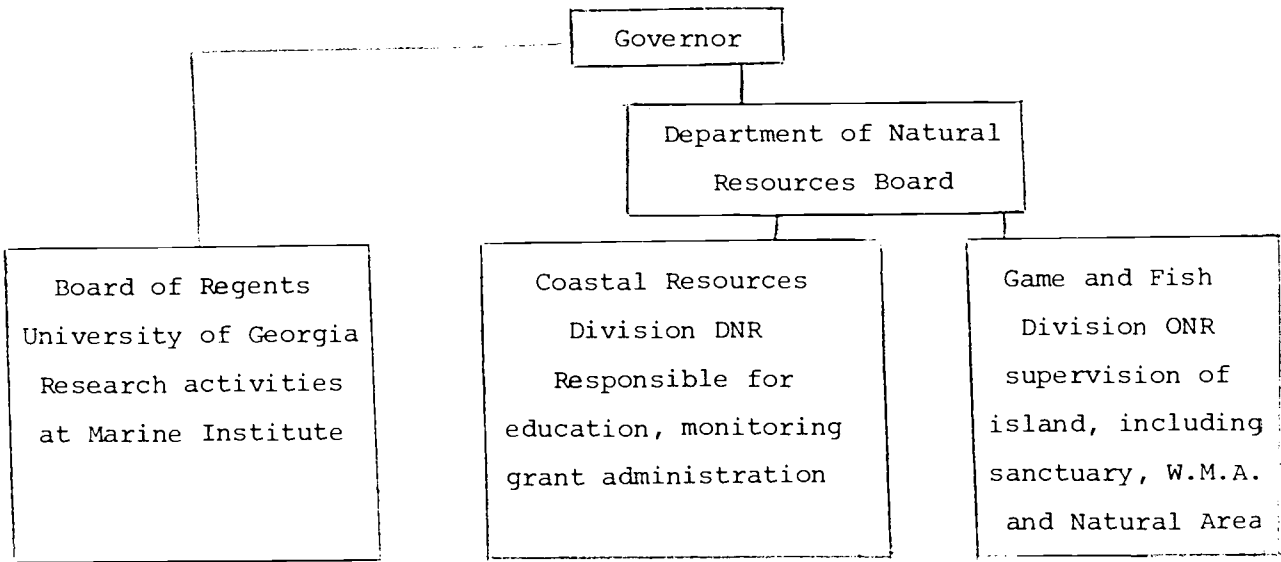 Governor
Department of Natural
Resources Board
Board of Regents
University of Georgia
Research activities
at Marine Institute
Coastal Resources
Division DNR
Responsible for
education, monitoring
grant administration
Game and Fish
Division ONR
supervision of
island, including
sanctuary, W.M.A.
and Natural Area